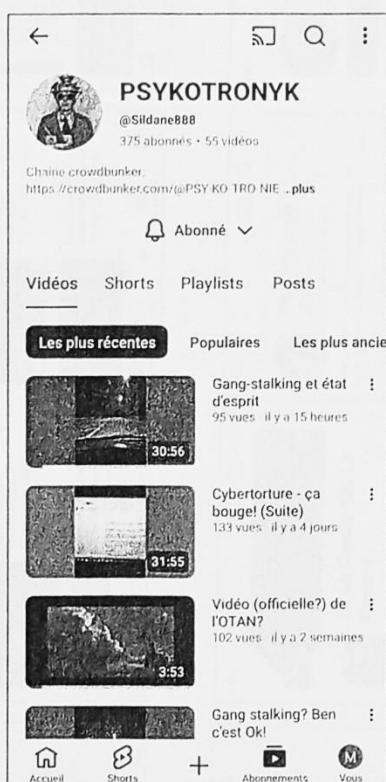 PSYKOTRONYK
@Sildane888
375 abonnés • 55 vidéos
Chaine crowdbunker:
https://crowdbunker.com/@PSY KO TRO NIE ...plus
Abonné
Vidéos Shorts Playlists Posts
Les plus récentes Populaires Les plus ancie
Gang-stalking et état
d'esprit
95 vues il y a 15 heures
30:56
Cybertorture - ça
bouge! (Suite)
133 vues il y a 4 jours
31:55
Vidéo (officielle?) de
l'OTAN?
102 vues il y a 2 semaines
3:53
Gang stalking? Ben
c'est Ok!
Accueil Shorts Abonnements Vous
M